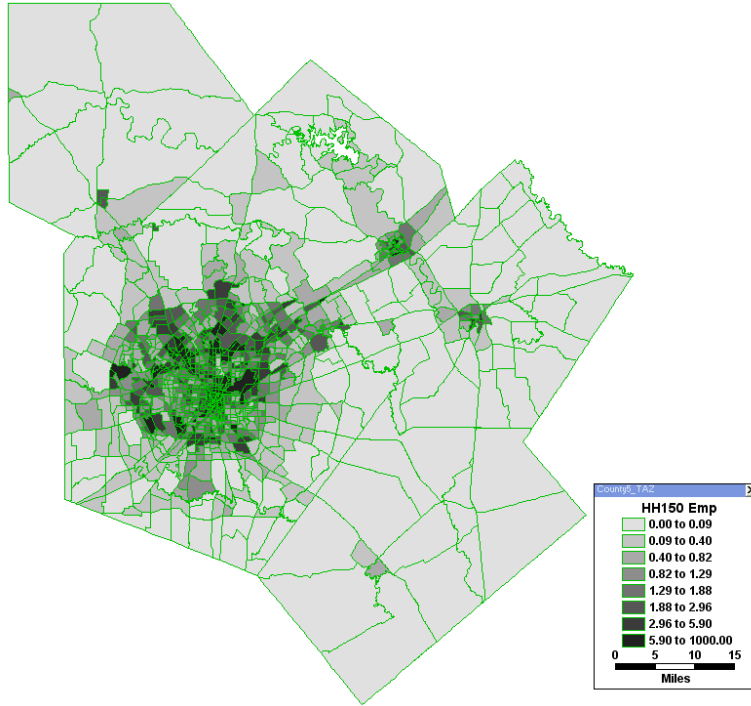 County5_TAZ
HH150 Emp
0.00 to 0.09
0.09 to 0.40
0.40 to 0.82
0.82 to 1.29
1.29 to 1.88
1.88 to 2.96
2.96 to 5.90
5.90 to 1000.00
0 5 10 15
Miles